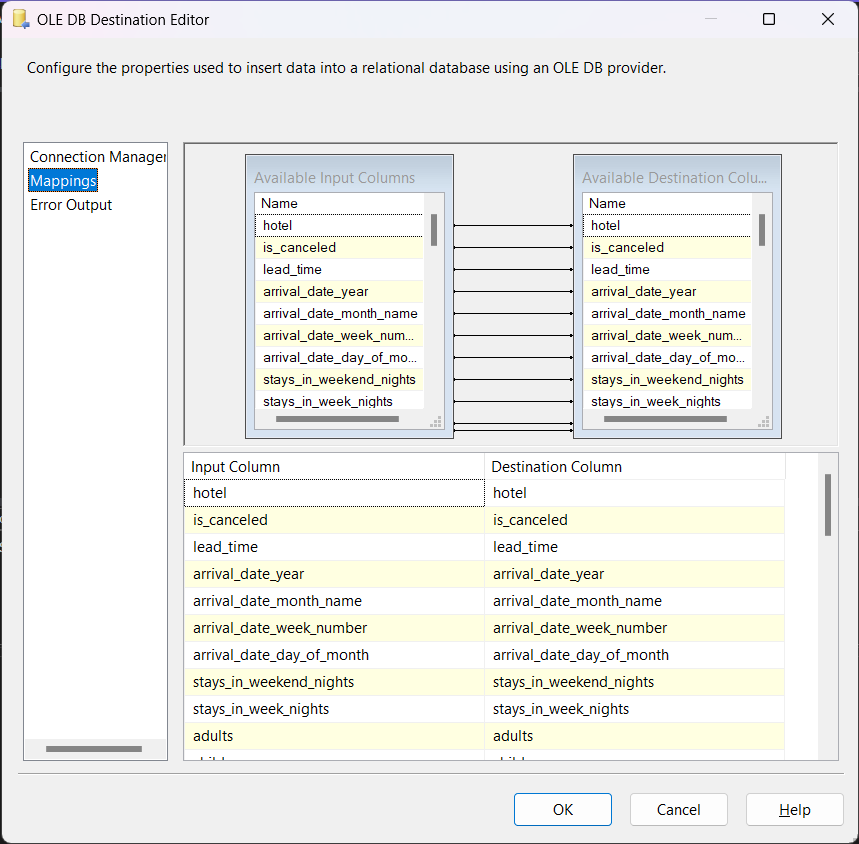 OLE DB Destination Editor
Configure the properties used to insert data into a relational database using an OLE DB provider.
Connection Manager
Mappings
Error Output
Available Input Columns
Name
hotel
is_canceled
lead_time
arrival_date_year
arrival_date_month_name
arrival_date_week_num...
arrival_date_day_of_mo...
stays_in_weekend_nights
stays_in_week_nights
Available Destination Colu...
Name
hotel
is_canceled
lead_time
arrival_date_year
arrival_date_month_name
arrival_date_week_num...
arrival_date_day_of_mo...
stays_in_weekend_nights
stays_in_week_nights
Input Column Destination Column
hotel hotel
is_canceled is_canceled
lead_time lead_time
arrival_date_year arrival_date_year
arrival_date_month_name arrival_date_month_name
arrival_date_week_number arrival_date_week_number
arrival_date_day_of_month arrival_date_day_of_month
stays_in_weekend_nights stays_in_weekend_nights
stays_in_week_nights stays_in_week_nights
adults adults
OK Cancel Help